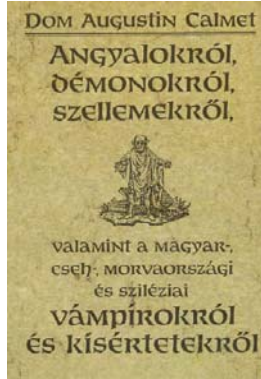 Dom Augustin Calmet
Angyalokról,
démonokról,
szellemekről,
valamint a magyar-,
cseh-, morvaországi
és sziléziai
vámpírokról
és kísértetekről